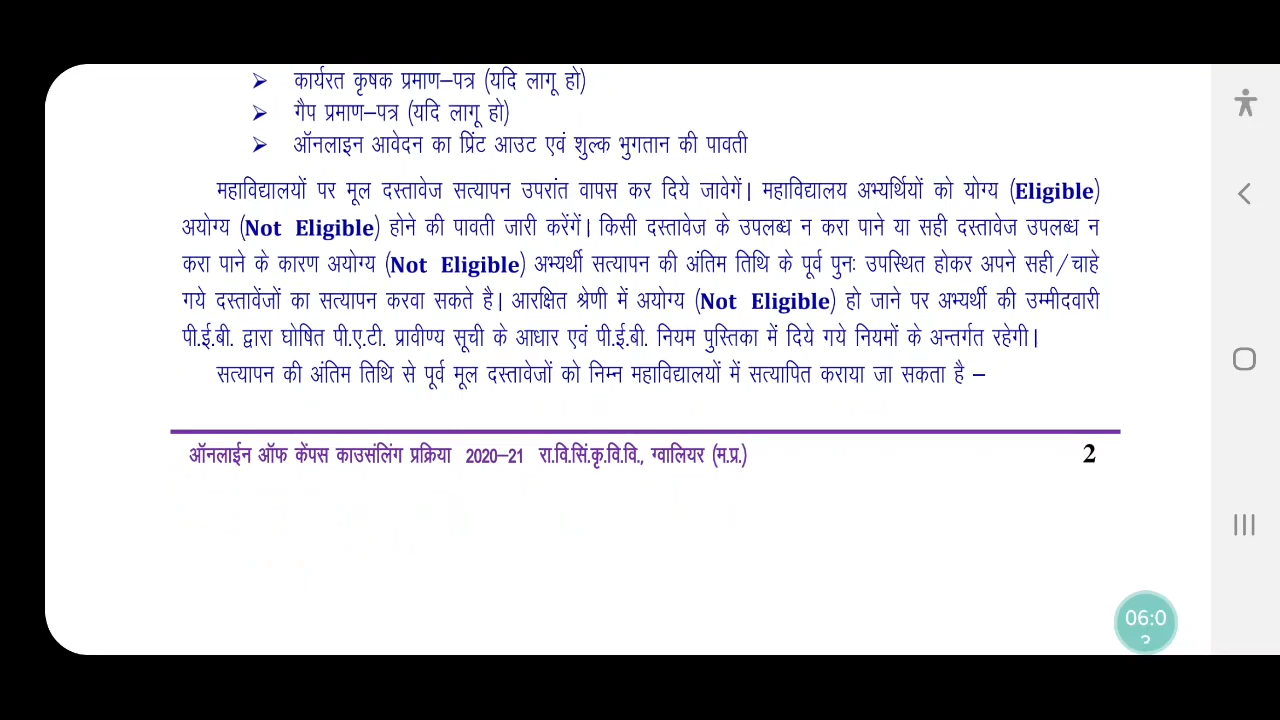 ➢ कार्यरत कृषक प्रमाण–पत्र (यदि लागू हो)
➢ गैप प्रमाण–पत्र (यदि लागू हो)
➢ ऑनलाइन आवेदन का प्रिंट आउट एवं शुल्क भुगतान की पावती
महाविद्यालयों पर मूल दस्तावेज सत्यापन उपरांत वापस कर दिये जावेगें। महाविद्यालय अभ्यर्थियों को योग्य (Eligible)
अयोग्य (Not Eligible) होने की पावती जारी करेंगें। किसी दस्तावेज के उपलब्ध न करा पाने या सही दस्तावेज उपलब्ध न
करा पाने के कारण अयोग्य (Not Eligible) अभ्यर्थी सत्यापन की अंतिम तिथि के पूर्व पुनः उपस्थित होकर अपने सही/चाहे
गये दस्तावेंजों का सत्यापन करवा सकते है। आरक्षित श्रेणी में अयोग्य (Not Eligible) हो जाने पर अभ्यर्थी की उम्मीदवारी
पी.ई.बी. द्वारा घोषित पी.ए.टी. प्रावीण्य सूची के आधार एवं पी.ई.बी. नियम पुस्तिका में दिये गये नियमों के अन्तर्गत रहेगी।
सत्यापन की अंतिम तिथि से पूर्व मूल दस्तावेजों को निम्न महाविद्यालयों में सत्यापित कराया जा सकता है –
ऑनलाईन ऑफ केंपस काउसंलिंग प्रक्रिया 2020–21 रा.वि.सिं.कृ.वि.वि., ग्वालियर (म.प्र.) 2
06:0